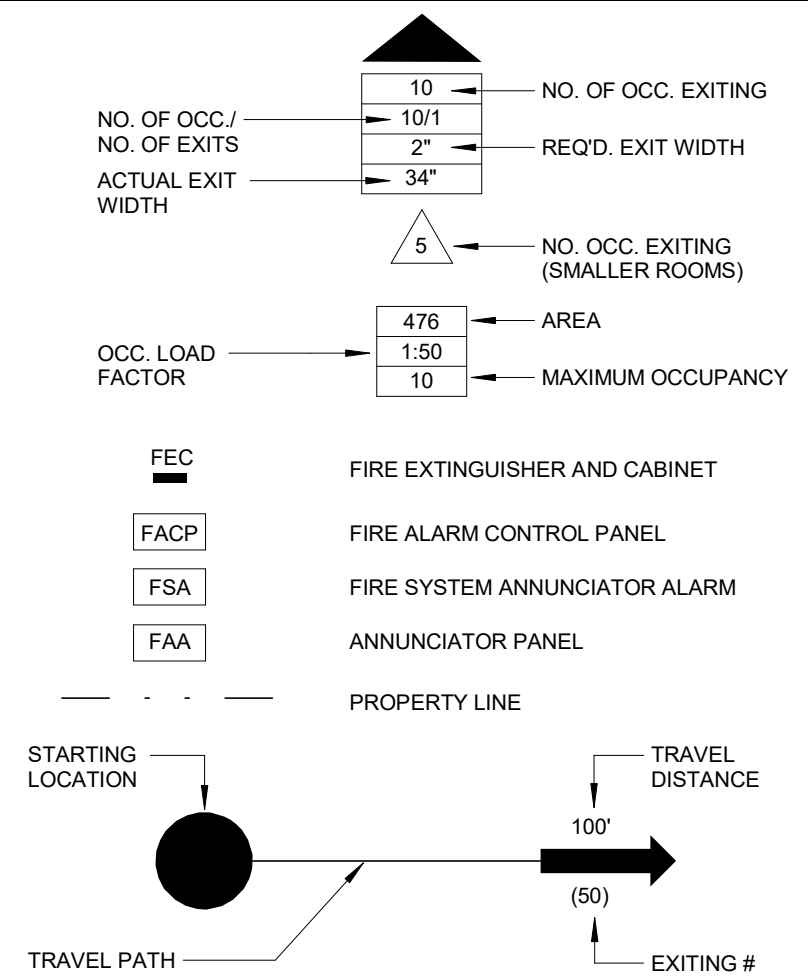 10
NO. OF OCC. EXITING
NO. OF OCC./
NO. OF EXITS
10/1
2"
REQ'D. EXIT WIDTH
ACTUAL EXIT
WIDTH
34"
5
NO. OCC. EXITING
(SMALLER ROOMS)
476
AREA
OCC. LOAD
FACTOR
1:50
10
MAXIMUM OCCUPANCY
FEC
FIRE EXTINGUISHER AND CABINET
FACP
FIRE ALARM CONTROL PANEL
FSA
FIRE SYSTEM ANNUNCIATOR ALARM
FAA
ANNUNCIATOR PANEL
PROPERTY LINE
STARTING
LOCATION
TRAVEL
DISTANCE
100'
(50)
TRAVEL PATH
EXITING #